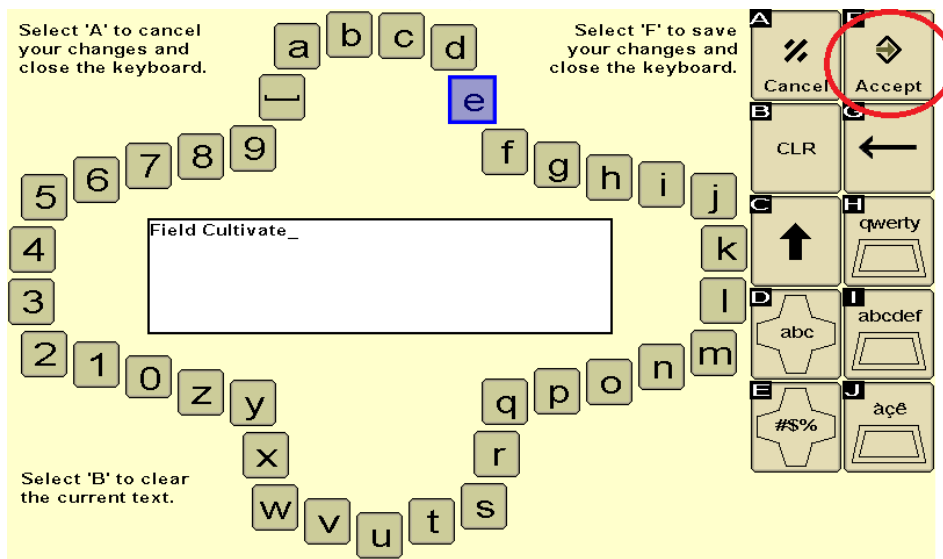 Select 'A' to cancel
your changes and
close the keyboard.
Select 'F' to save
your changes and
close the keyboard.
a
b
c
d
e
f
g
h
i
j
k
l
m
n
o
p
q
r
s
t
u
v
w
x
y
z
0
1
2
3
4
5
6
7
8
9
Field Cultivate_
Select 'B' to clear
the current text.
A
Cancel
F
Accept
B
CLR
G
C
H
qwerty
D
abc
I
abcdef
E
#$%
J
àçê